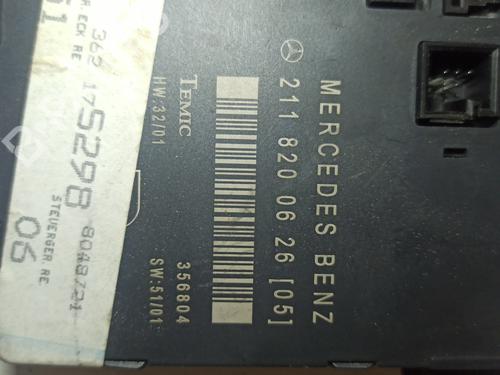 MERCEDES BENZ
211 820 06 26 [05]
TEMIC
356804
HW:32/01
SW:51/01
362 175298 8048721
STEUERGER.RE
06